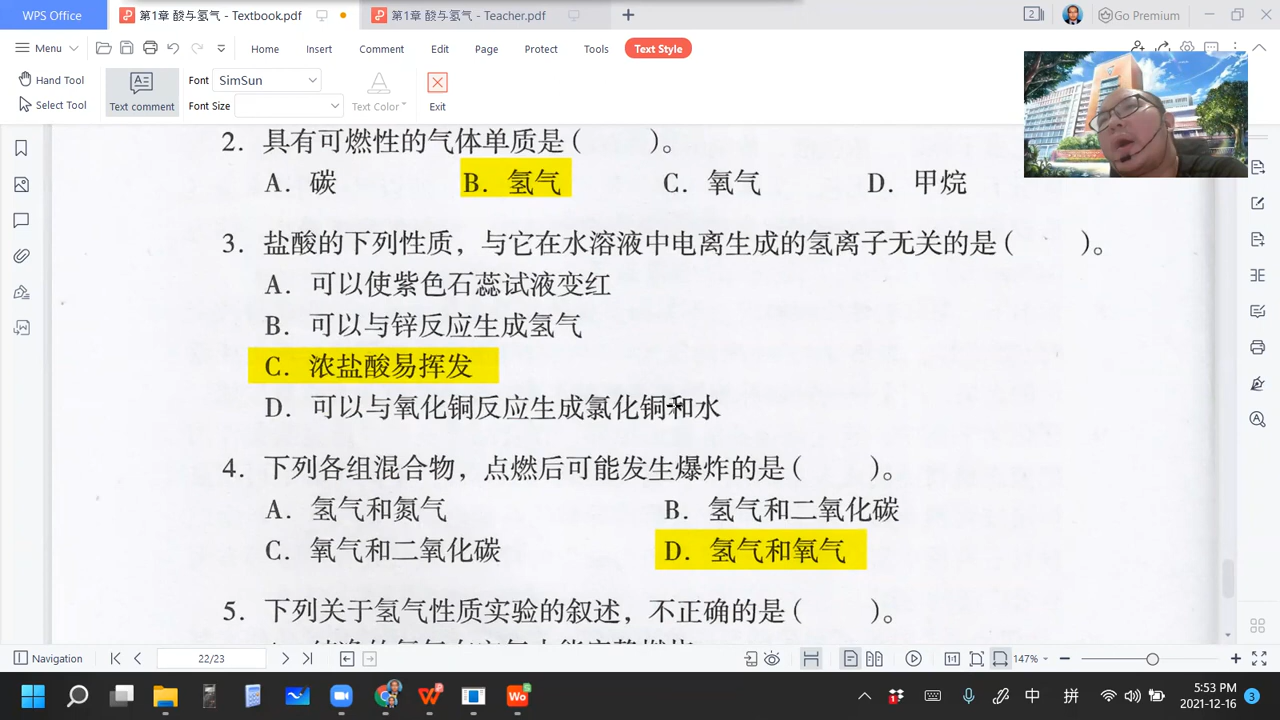 WPS Office
第1章 酸与氢气 - Textbook.pdf
第1章 酸与氢气 - Teacher.pdf
2
Go Premium
Menu
Home
Insert
Comment
Edit
Page
Protect
Tools
Text Style
Hand Tool
Select Tool
Text comment
Font
SimSun
Font Size
Text Color
Exit
2. 具有可燃性的气体单质是( )。
A. 碳 B. 氢气 C. 氧气 D. 甲烷
3. 盐酸的下列性质，与它在水溶液中电离生成的氢离子无关的是( )。
A. 可以使紫色石蕊试液变红
B. 可以与锌反应生成氢气
C. 浓盐酸易挥发
D. 可以与氧化铜反应生成氯化铜和水
4. 下列各组混合物，点燃后可能发生爆炸的是( )。
A. 氢气和氮气 B. 氢气和二氧化碳
C. 氧气和二氧化碳 D. 氢气和氧气
5. 下列关于氢气性质实验的叙述，不正确的是( )。
Navigation
22/23
147%
中
拼
5:53 PM
2021-12-16
3